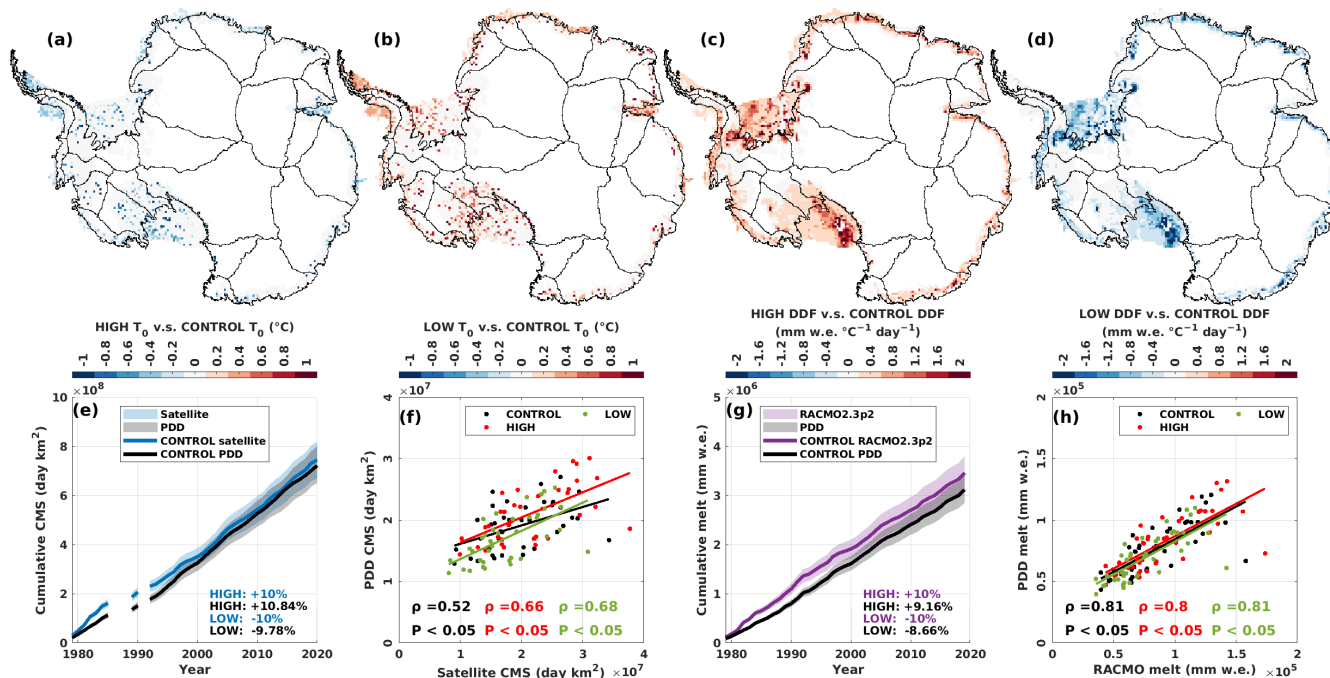 (a)
(b)
(c)
(d)
HIGH T0 v.s. CONTROL T0 (°C)
-1 -0.8 -0.6 -0.4 -0.2 0 0.2 0.4 0.6 0.8 1
LOW T0 v.s. CONTROL T0 (°C)
-1 -0.8 -0.6 -0.4 -0.2 0 0.2 0.4 0.6 0.8 1
HIGH DDF v.s. CONTROL DDF
(mm w.e. °C−1 day−1)
-2 -1.6 -1.2 -0.8 -0.4 0 0.4 0.8 1.2 1.6 2
LOW DDF v.s. CONTROL DDF
(mm w.e. °C−1 day−1)
-2 -1.6 -1.2 -0.8 -0.4 0 0.4 0.8 1.2 1.6 2
(e)
×10^8
Satellite
PDD
CONTROL satellite
CONTROL PDD
Cumulative CMS (day km2)
10
8
6
4
2
0
HIGH: +10%
HIGH: +10.84%
LOW: -10%
LOW: -9.78%
1980 1990 2000 2010 2020
Year
(f)
×10^7
CONTROL LOW
HIGH
PDD CMS (day km2)
4
3
2
1
0
ρ =0.52 ρ =0.66 ρ =0.68
P < 0.05 P < 0.05 P < 0.05
0 1 2 3 4
Satellite CMS (day km2) ×10^7
(g)
×10^6
RACMO2.3p2
PDD
CONTROL RACMO2.3p2
CONTROL PDD
Cumulative melt (mm w.e.)
5
4
3
2
1
0
HIGH: +10%
HIGH: +9.16%
LOW: -10%
LOW: -8.66%
1980 1990 2000 2010 2020
Year
(h)
×10^5
CONTROL LOW
HIGH
PDD melt (mm w.e.)
2
1.5
1
0.5
0
ρ =0.81 ρ =0.8 ρ =0.81
P < 0.05 P < 0.05 P < 0.05
0 0.5 1 1.5 2
RACMO melt (mm w.e.) ×10^5